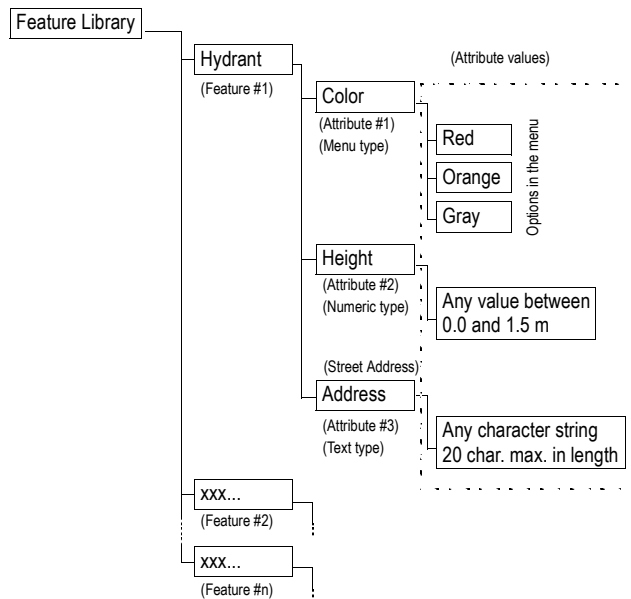 Feature Library
Hydrant
(Feature #1)
(Attribute values)
Color
(Attribute #1)
(Menu type)
Red
Orange
Gray
Options in the menu
Height
(Attribute #2)
(Numeric type)
Any value between
0.0 and 1.5 m
(Street Address)
Address
(Attribute #3)
(Text type)
Any character string
20 char. max. in length
xxx...
(Feature #2)
xxx...
(Feature #n)